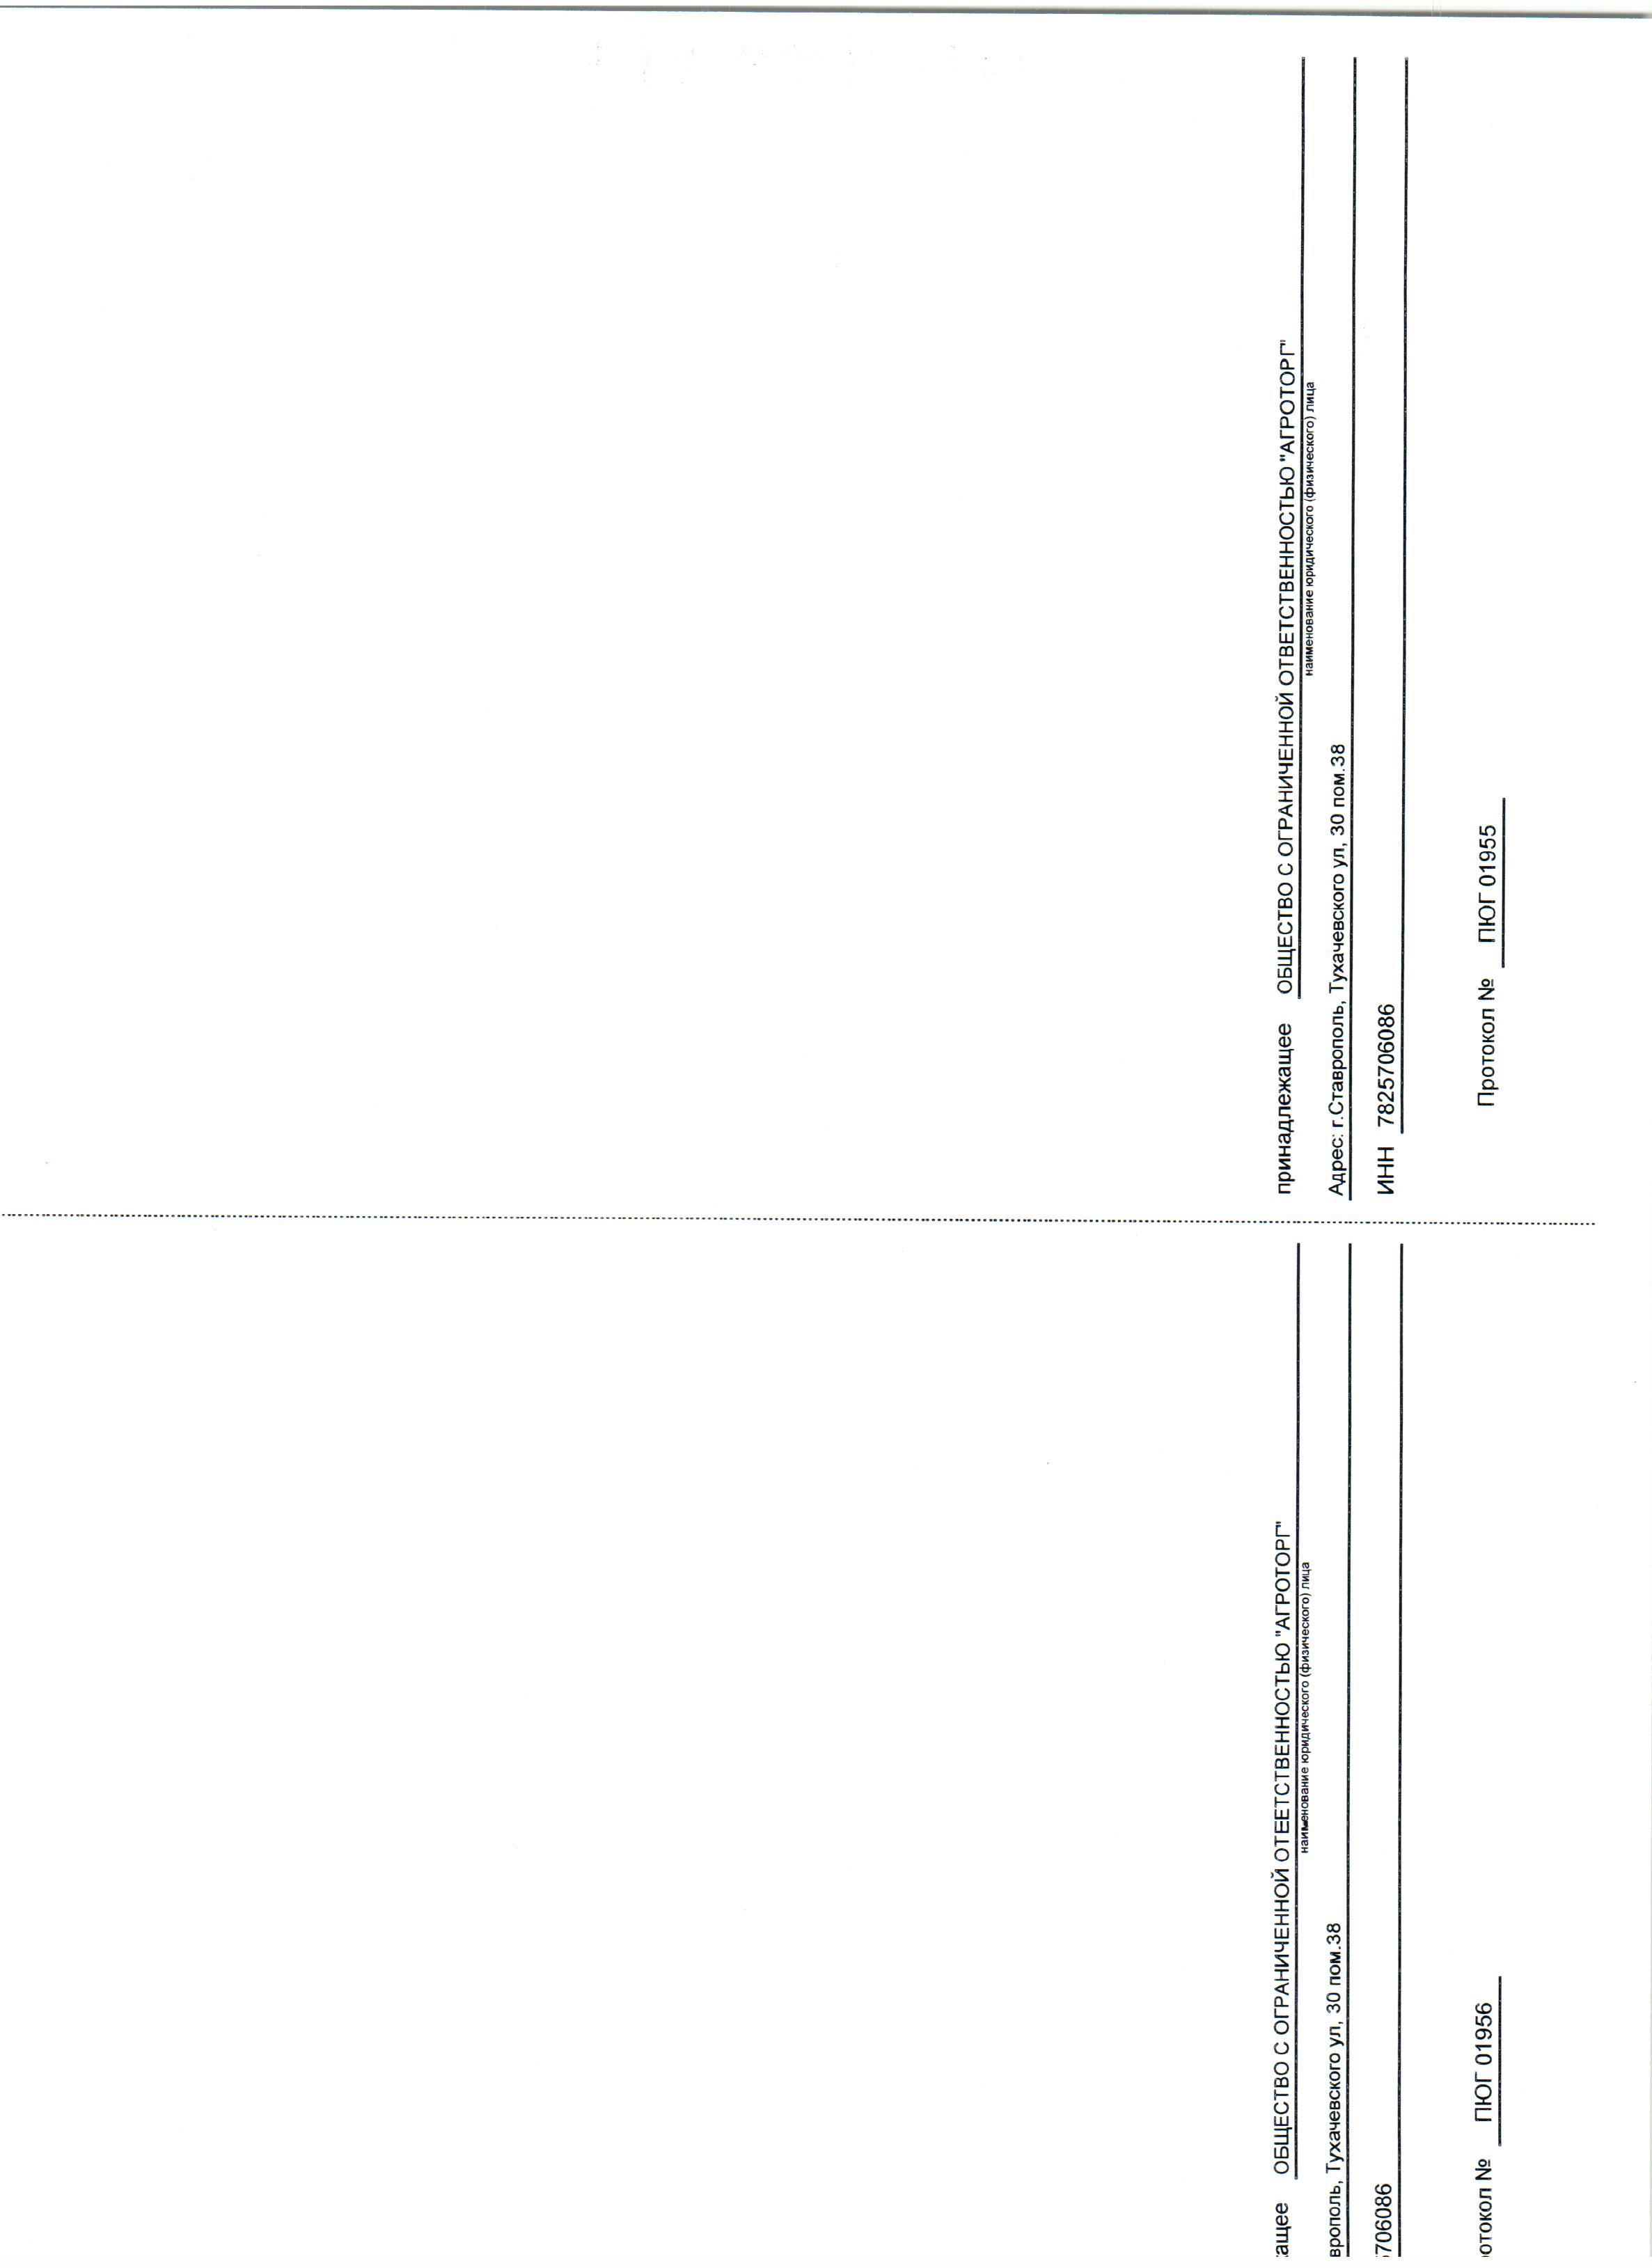 ащее ОБЩЕСТВО С ОГРАНИЧЕННОЙ ОТЕЕТСТВЕННОСТЬЮ "АГРОТОРГ"
наименование юридического (физического) лица
врополь, Тухачевского ул, 30 пом.38
706086
отокол № ПЮГ 01956
принадлежащее ОБЩЕСТВО С ОГРАНИЧЕННОЙ ОТВЕТСТВЕННОСТЬЮ "АГРОТОРГ"
наименование юридического (физического) лица
Адрес: г.Ставрополь, Тухачевского ул, 30 пом.38
ИНН 7825706086
Протокол № ПЮГ 01955